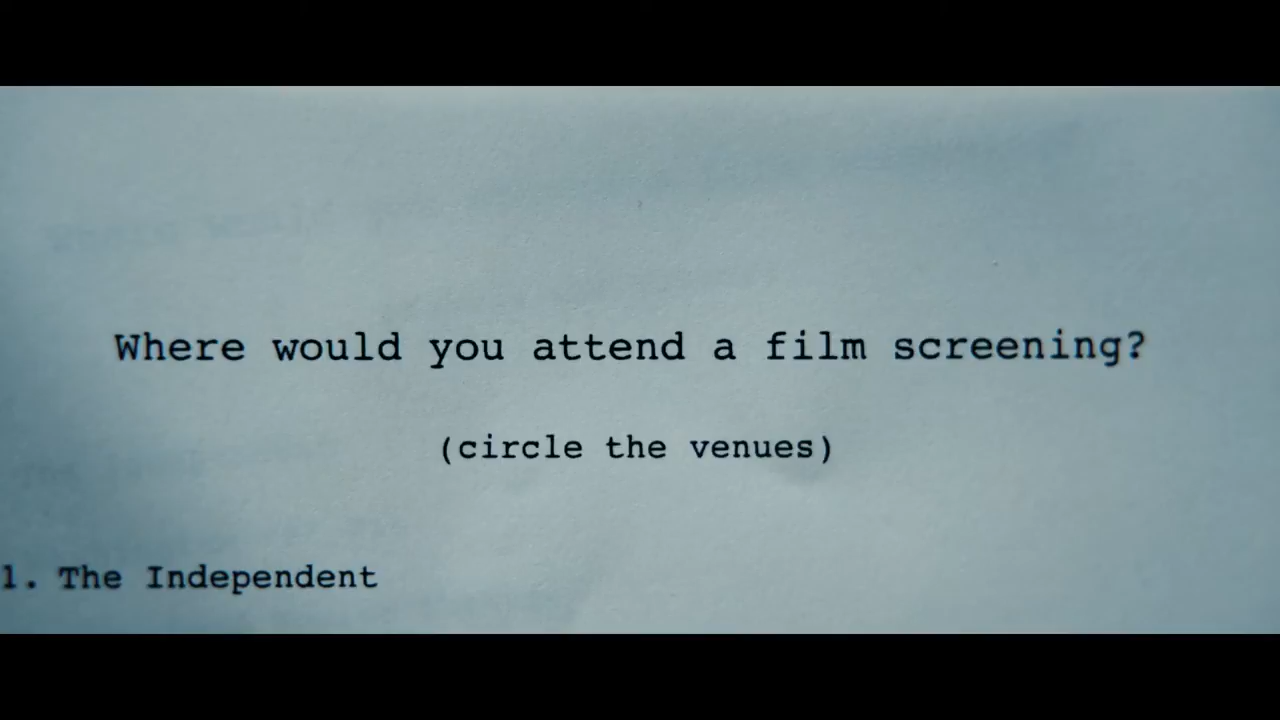 Where would you attend a film screening?
(circle the venues)
1. The Independent